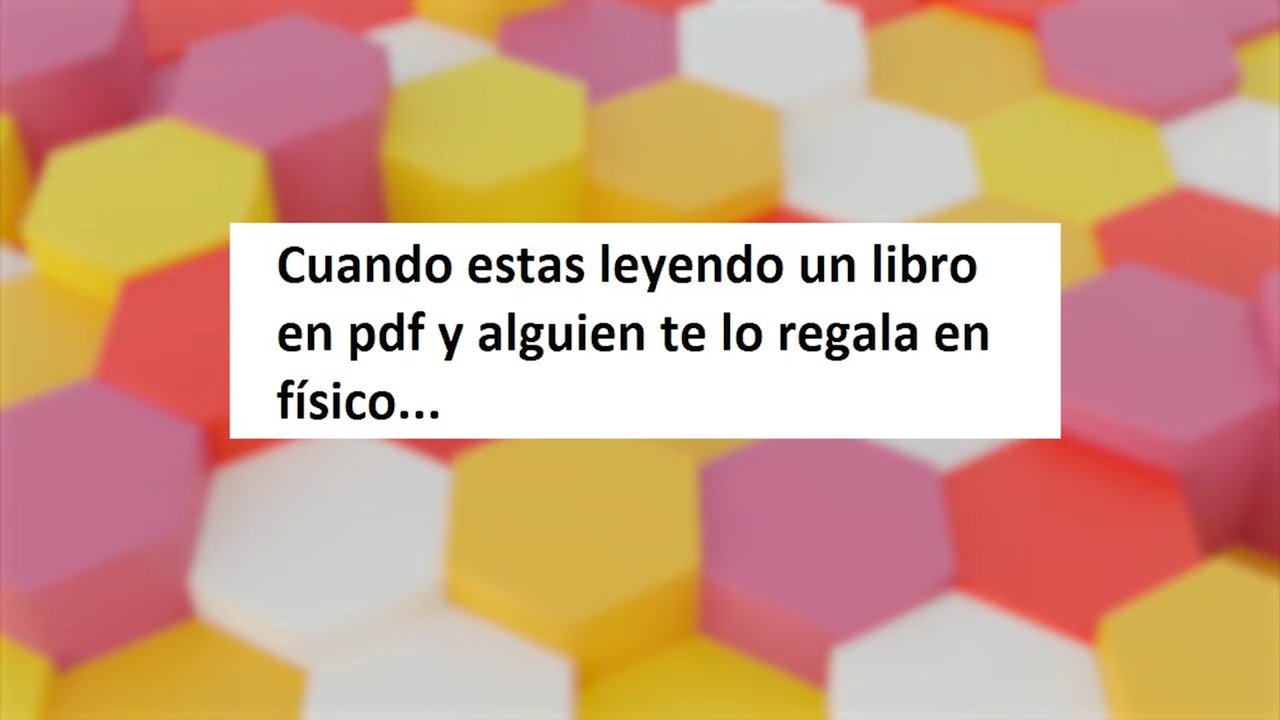 Cuando estas leyendo un libro
en pdf y alguien te lo regala en
físico...